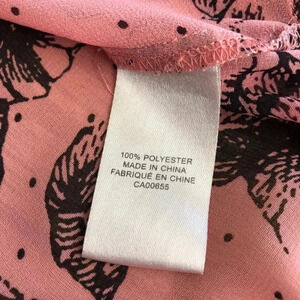 100% POLYESTER
MADE IN CHINA
FABRIQUÉ EN CHINE
CA00655